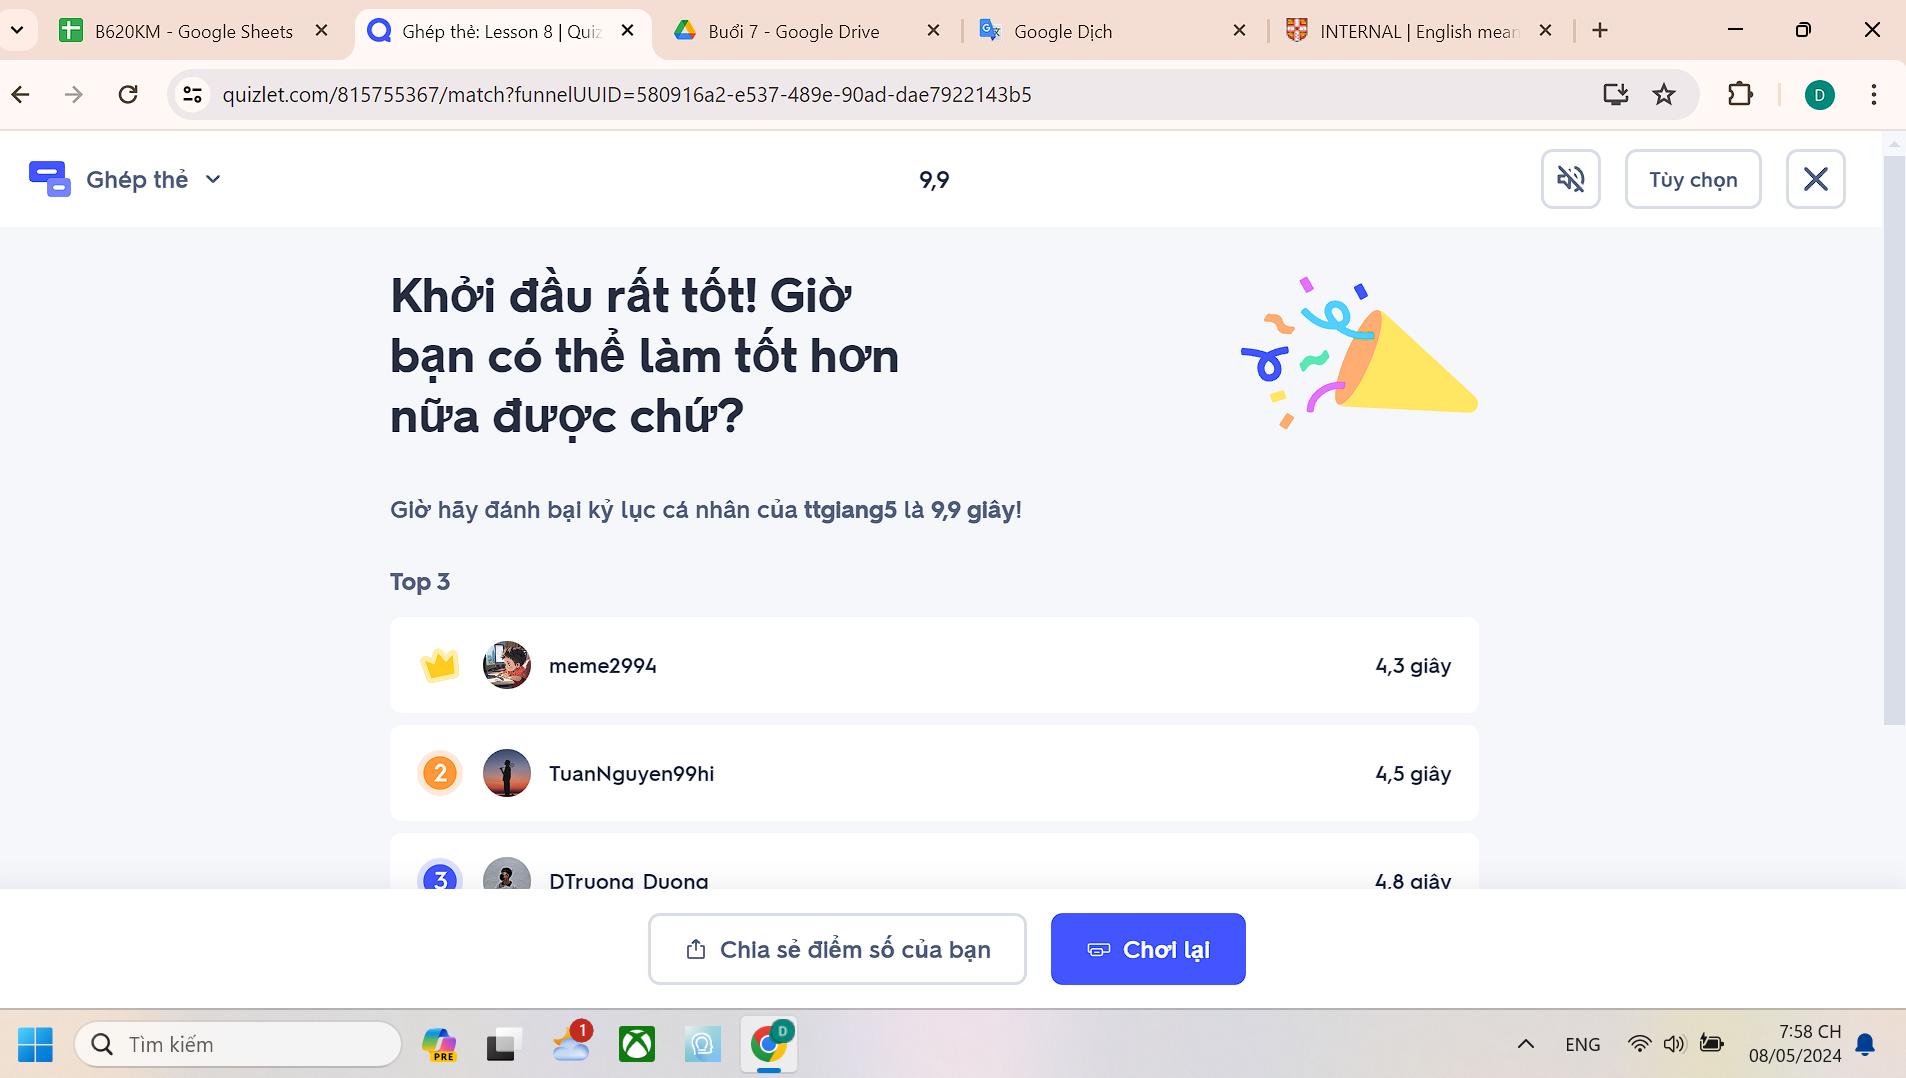 B620KM - Google Sheets
Ghép thẻ: Lesson 8 | Quiz
Buổi 7 - Google Drive
Google Dịch
INTERNAL | English mean
quizlet.com/815755367/match?funnelUUID=580916a2-e537-489e-90ad-dae7922143b5
D
Ghép thẻ
9,9
Tùy chọn
Khởi đầu rất tốt! Giờ
bạn có thể làm tốt hơn
nữa được chứ?
Giờ hãy đánh bại kỷ lục cá nhân của ttgiang5 là 9,9 giây!
Top 3
meme2994
4,3 giây
2
TuanNguyen99hi
4,5 giây
3
DTruong_Duong
4,8 giây
Chia sẻ điểm số của bạn
Chơi lại
Tìm kiếm
PRE
1
D
ENG
7:58 CH
08/05/2024